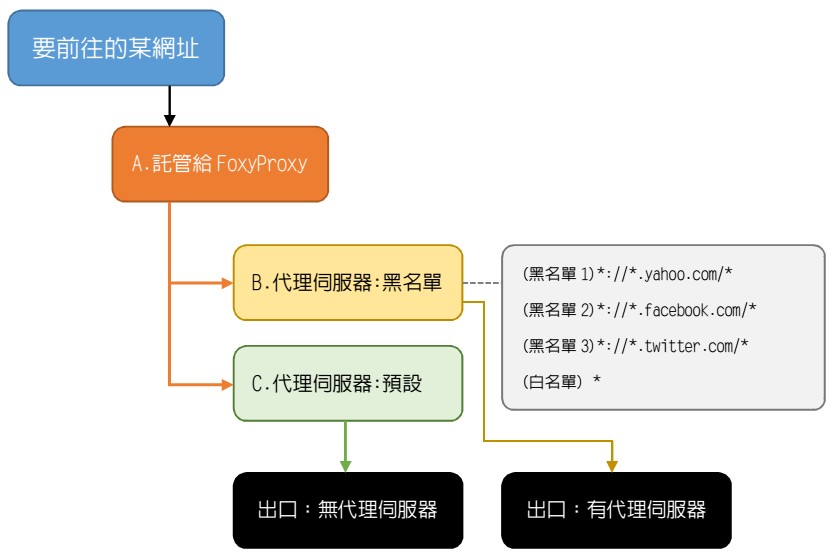 要前往的某網址
A.託管給 FoxyProxy
B.代理伺服器:黑名單
(黑名單 1)*://*.yahoo.com/*
(黑名單 2)*://*.facebook.com/*
(黑名單 3)*://*.twitter.com/*
(白名單) *
C.代理伺服器:預設
出口：無代理伺服器
出口：有代理伺服器